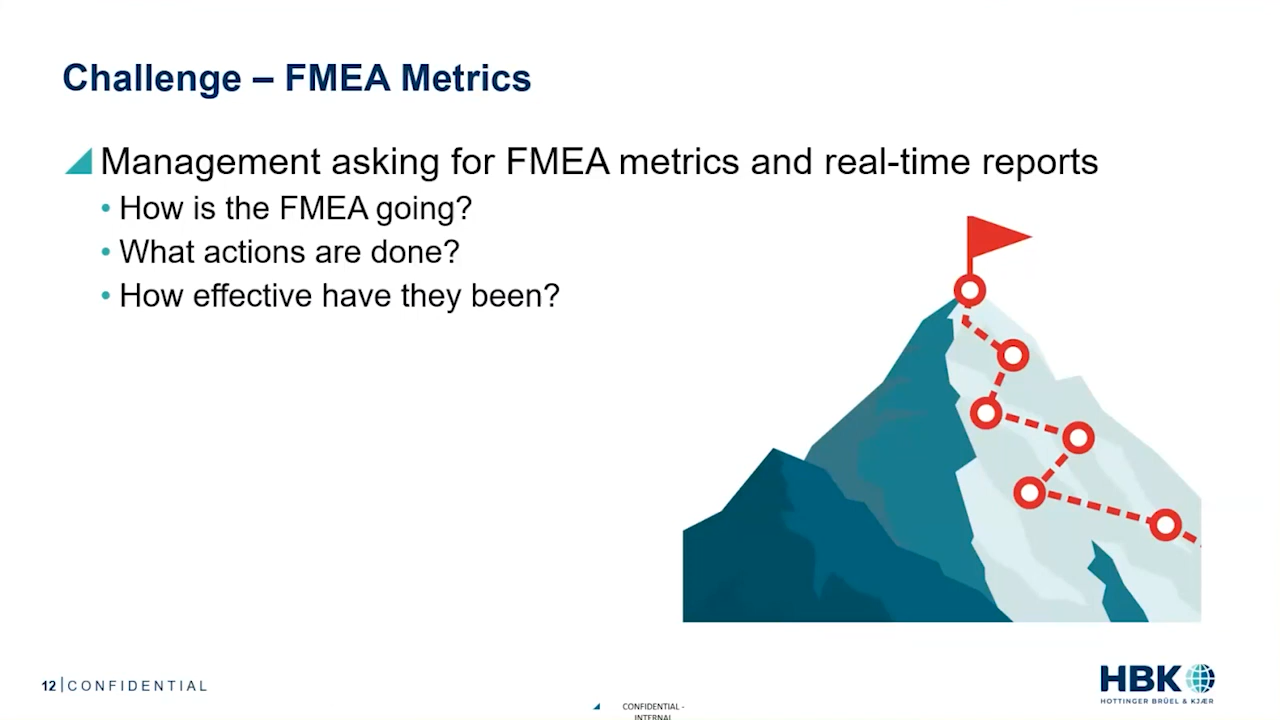 Challenge – FMEA Metrics
Management asking for FMEA metrics and real-time reports
• How is the FMEA going?
• What actions are done?
• How effective have they been?
12 | CONFIDENTIAL
CONFIDENTIAL -
INTERNAL
HBK
HOTTINGER BRÜEL & KJÆR